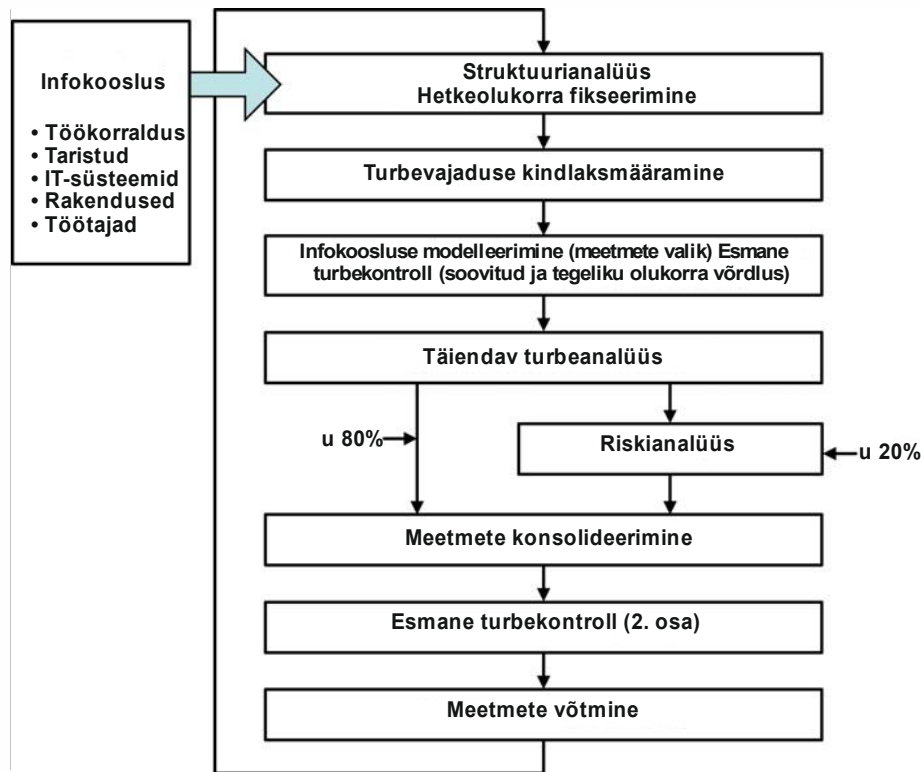 Infokooslus
• Töökorraldus
• Taristud
• IT-süsteemid
• Rakendused
• Töötajad
Struktuurianalüüs
Hetkeolukorra fikseerimine
Turbevajaduse kindlaksmääramine
Infokoosluse modelleerimine (meetmete valik) Esmane
turbekontroll (soovitud ja tegeliku olukorra võrdlus)
Täiendav turbeanalüüs
u 80%
Riskianalüüs
u 20%
Meetmete konsolideerimine
Esmane turbekontroll (2. osa)
Meetmete võtmine